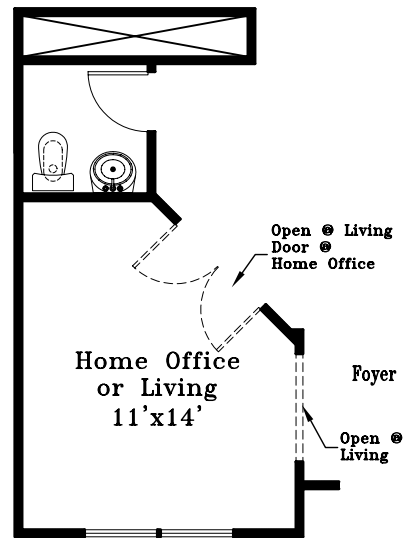 Open @ Living
Door @
Home Office
Home Office
or Living
11'x14'
Foyer
Open @
Living